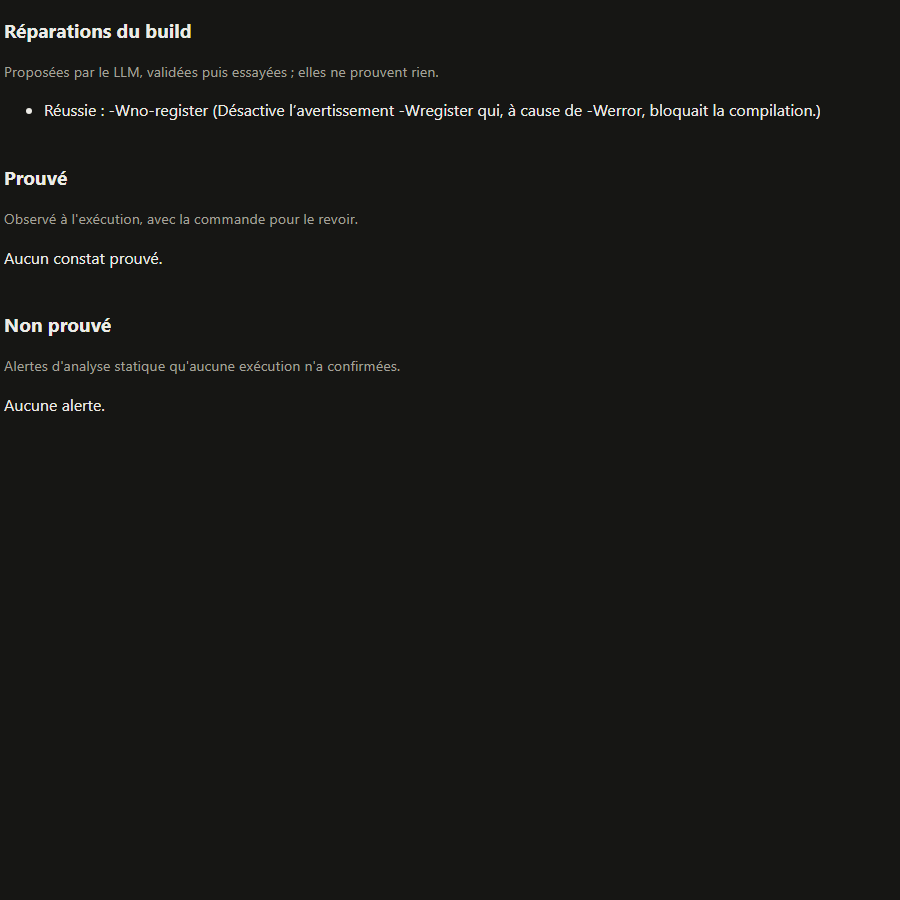 Réparations du build
Proposées par le LLM, validées puis essayées ; elles ne prouvent rien.
• Réussie : -Wno-register (Désactive l’avertissement -Wregister qui, à cause de -Werror, bloquait la compilation.)
Prouvé
Observé à l'exécution, avec la commande pour le revoir.
Aucun constat prouvé.
Non prouvé
Alertes d'analyse statique qu'aucune exécution n'a confirmées.
Aucune alerte.